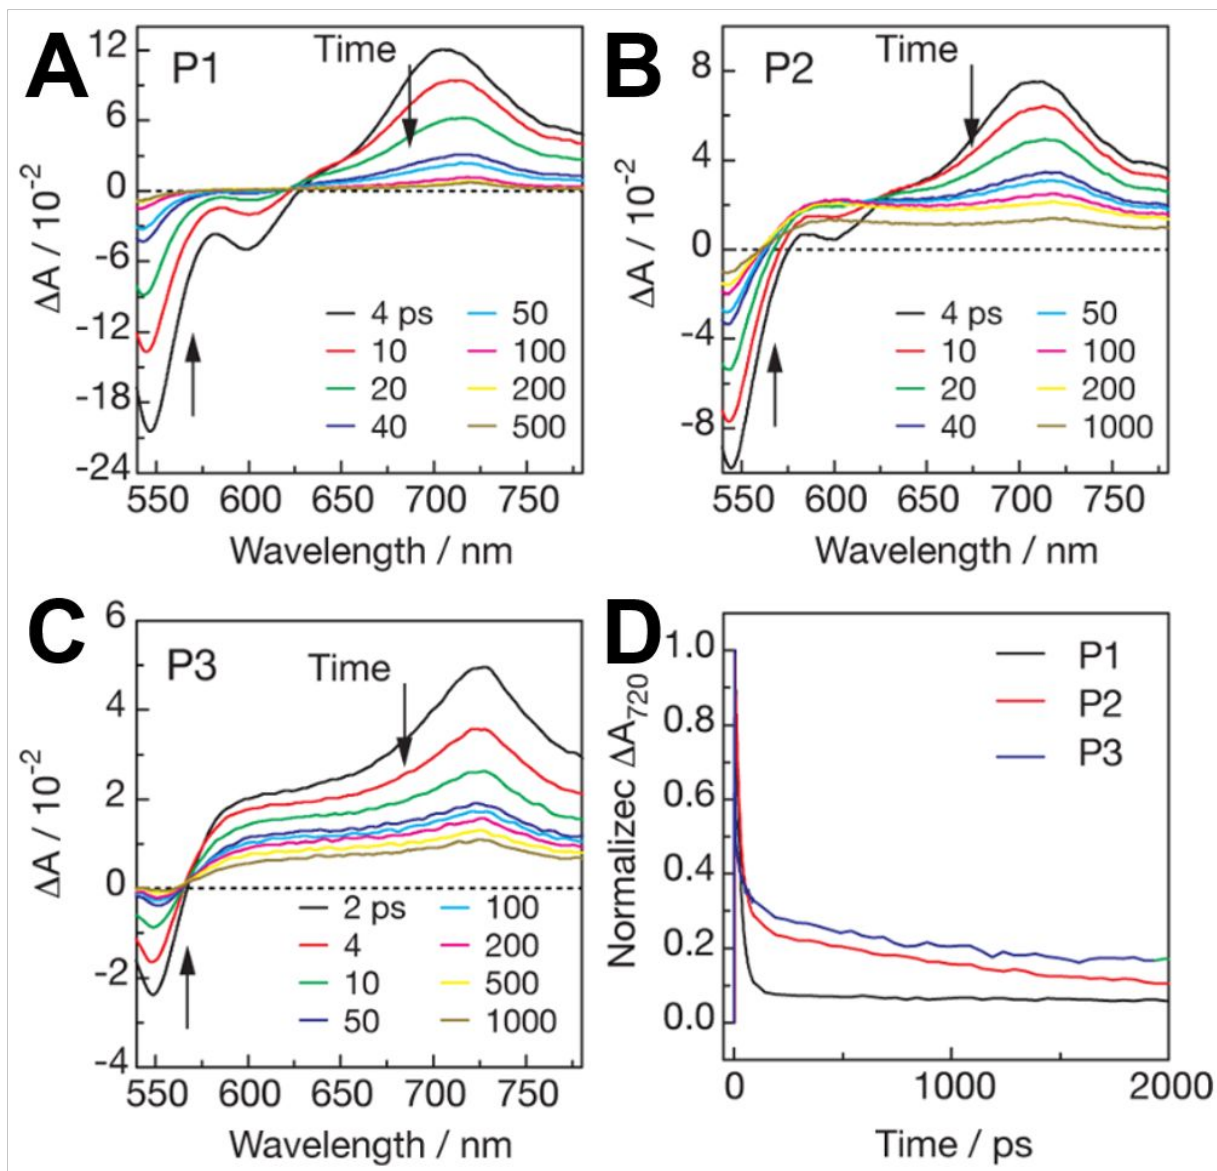 A
P1
Time
12
6
0
-6
-12
-18
-24
ΔA / 10⁻²
4 ps
10
20
40
50
100
200
500
550 600 650 700 750
Wavelength / nm
B
P2
Time
8
4
0
-4
-8
ΔA / 10⁻²
4 ps
10
20
40
50
100
200
1000
550 600 650 700 750
Wavelength / nm
C
P3
Time
6
4
2
0
-2
-4
ΔA / 10⁻²
2 ps
4
10
50
100
200
500
1000
550 600 650 700 750
Wavelength / nm
D
1.0
0.8
0.6
0.4
0.2
0.0
Normalizec ΔA₇₂₀
P1
P2
P3
0 1000 2000
Time / ps